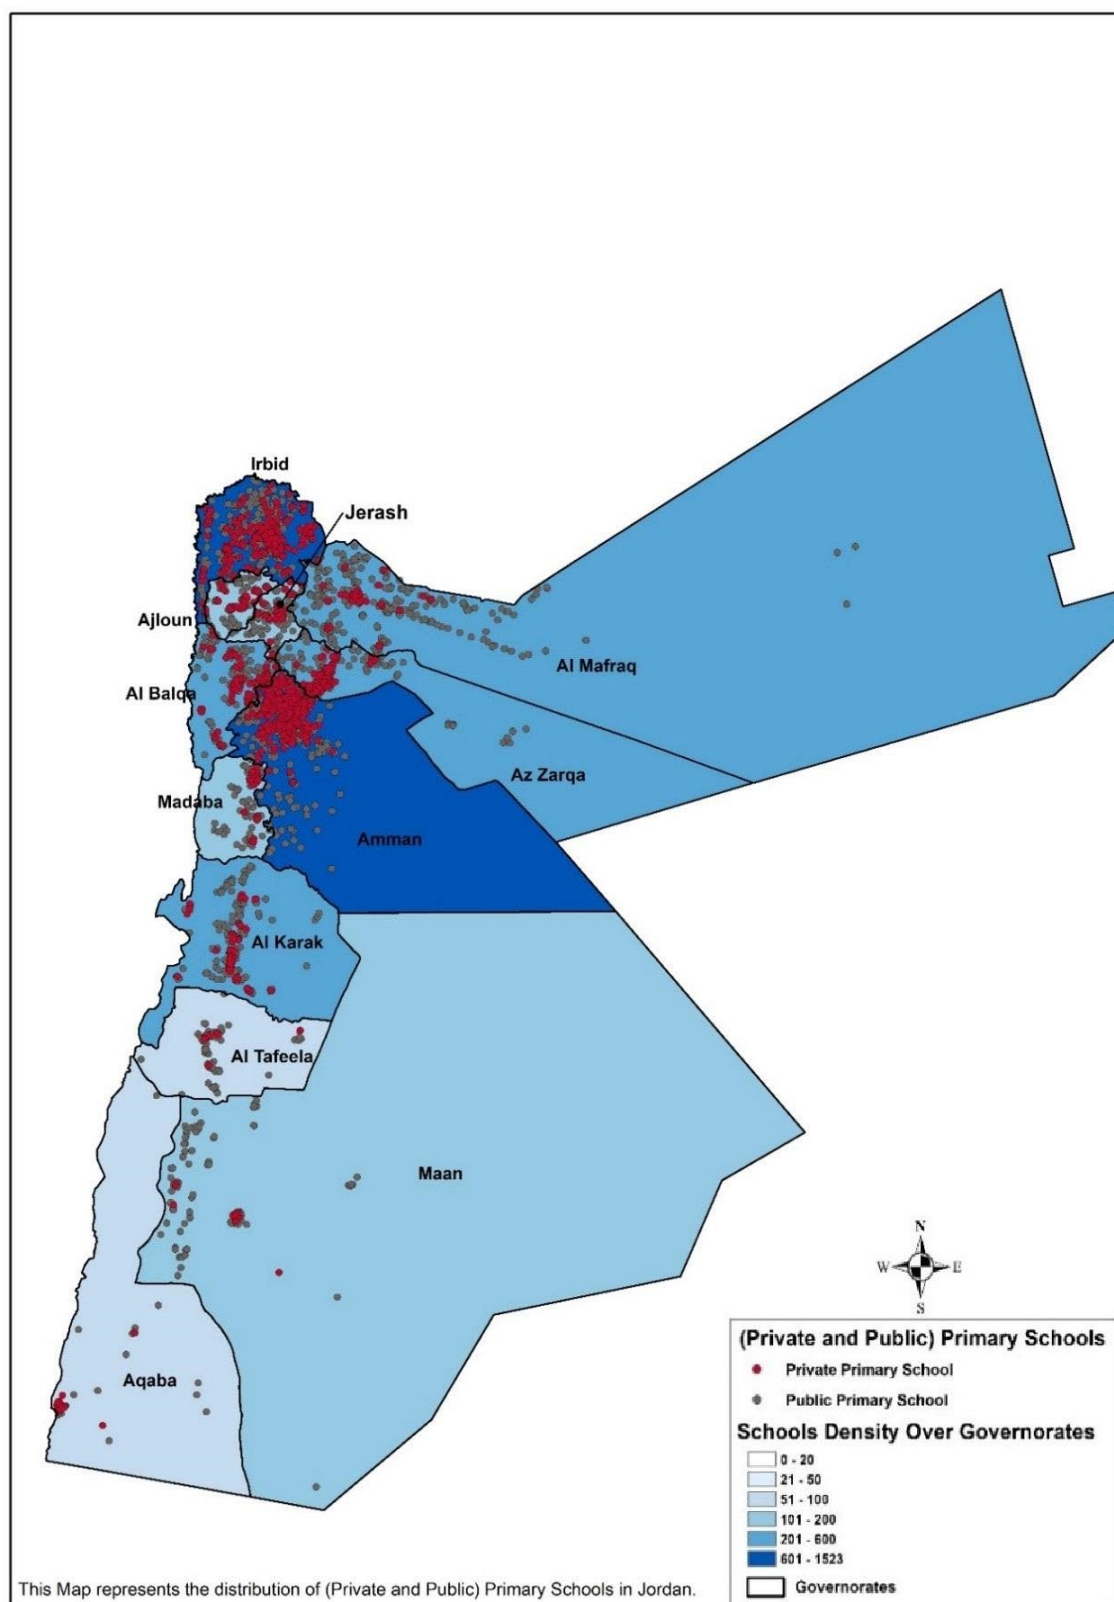 Irbid
Jerash
Ajloun
Al Mafraq
Al Balqa
Az Zarqa
Madaba
Amman
Al Karak
Al Tafeela
Maan
Aqaba
N
W E
S
(Private and Public) Primary Schools
Private Primary School
Public Primary School
Schools Density Over Governorates
0 - 20
21 - 50
51 - 100
101 - 200
201 - 600
601 - 1523
Governorates
This Map represents the distribution of (Private and Public) Primary Schools in Jordan.